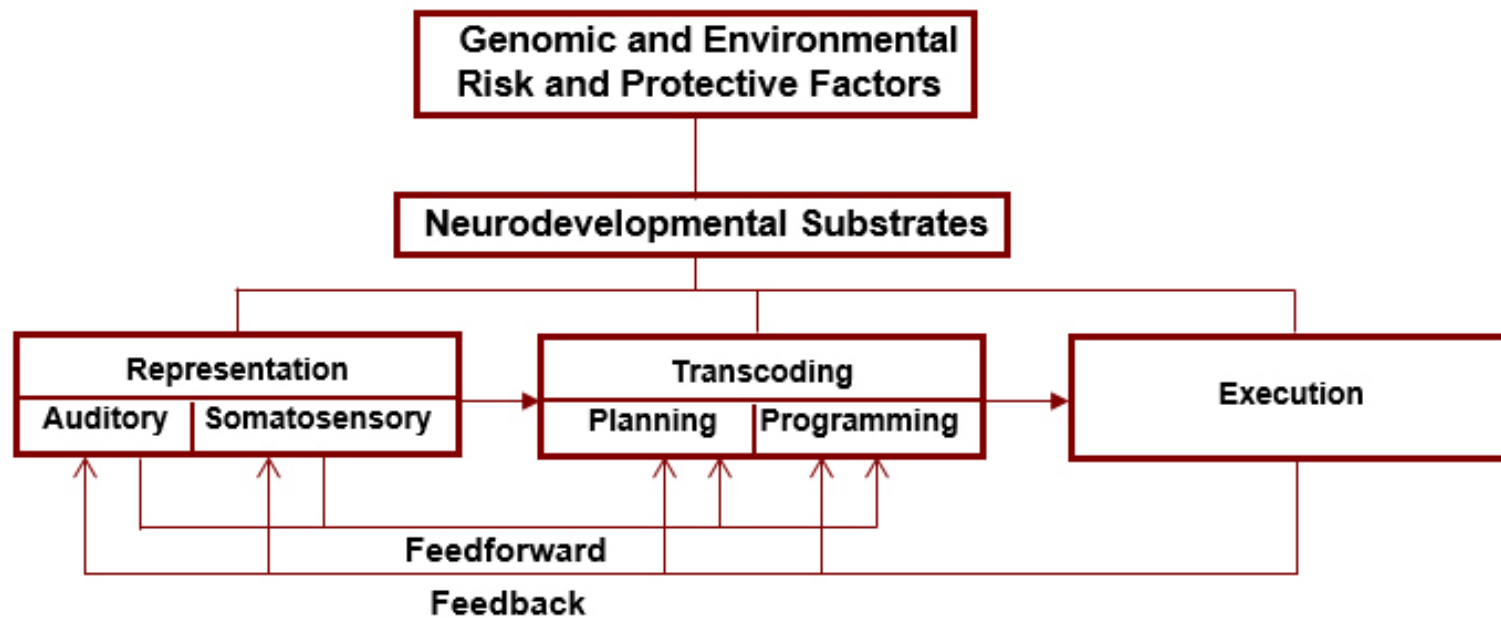 Genomic and Environmental
Risk and Protective Factors
Neurodevelopmental Substrates
Representation
Auditory
Somatosensory
Transcoding
Planning
Programming
Execution
Feedforward
Feedback